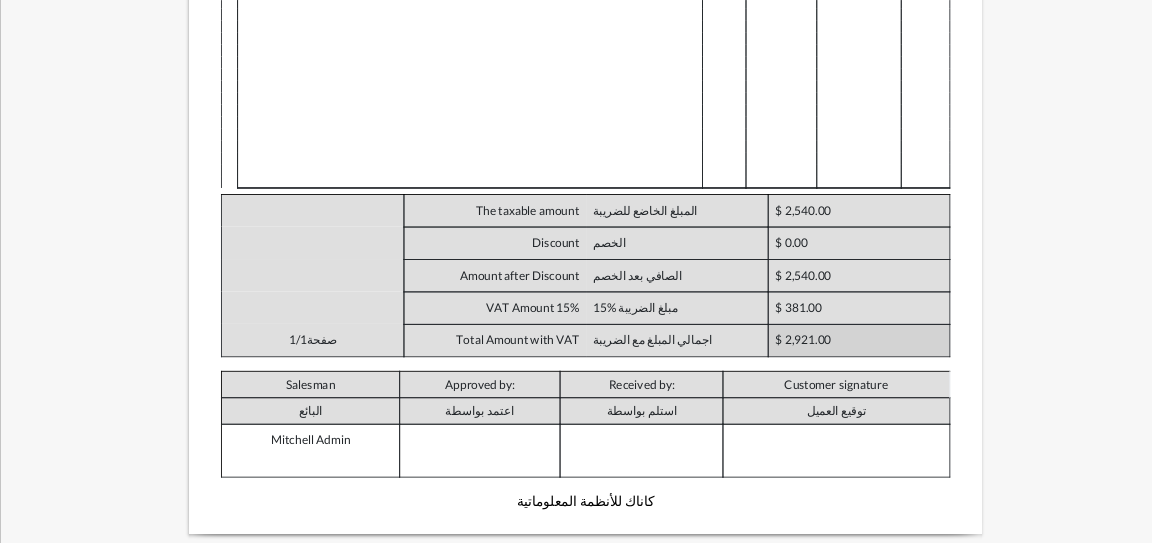 The taxable amount المبلغ الخاضع للضريبة $ 2,540.00
Discount الخصم $ 0.00
Amount after Discount الصافي بعد الخصم $ 2,540.00
VAT Amount 15% مبلغ الضريبة 15% $ 381.00
صفحة1/1 Total Amount with VAT اجمالي المبلغ مع الضريبة $ 2,921.00
Salesman Approved by: Received by: Customer signature
البائع اعتمد بواسطة استلم بواسطة توقيع العميل
Mitchell Admin
كاناك للأنظمة المعلوماتية